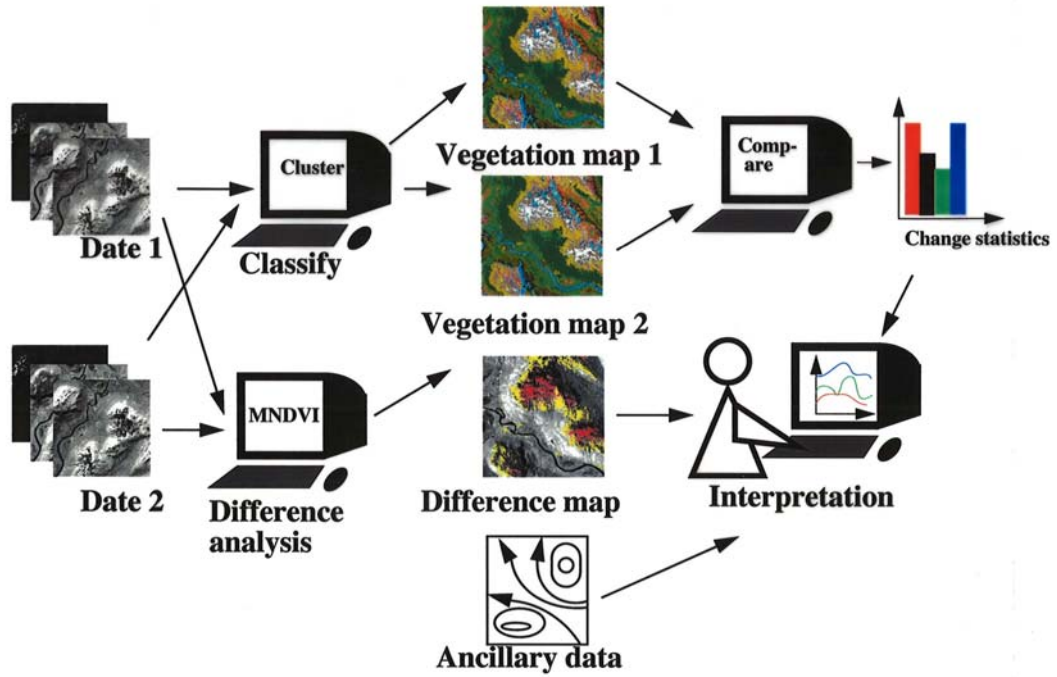 Cluster
Vegetation map 1
Comp-
are
Date 1
Classify
Change statistics
Vegetation map 2
MNDVI
Date 2
Difference
analysis
Difference map
Interpretation
Ancillary data